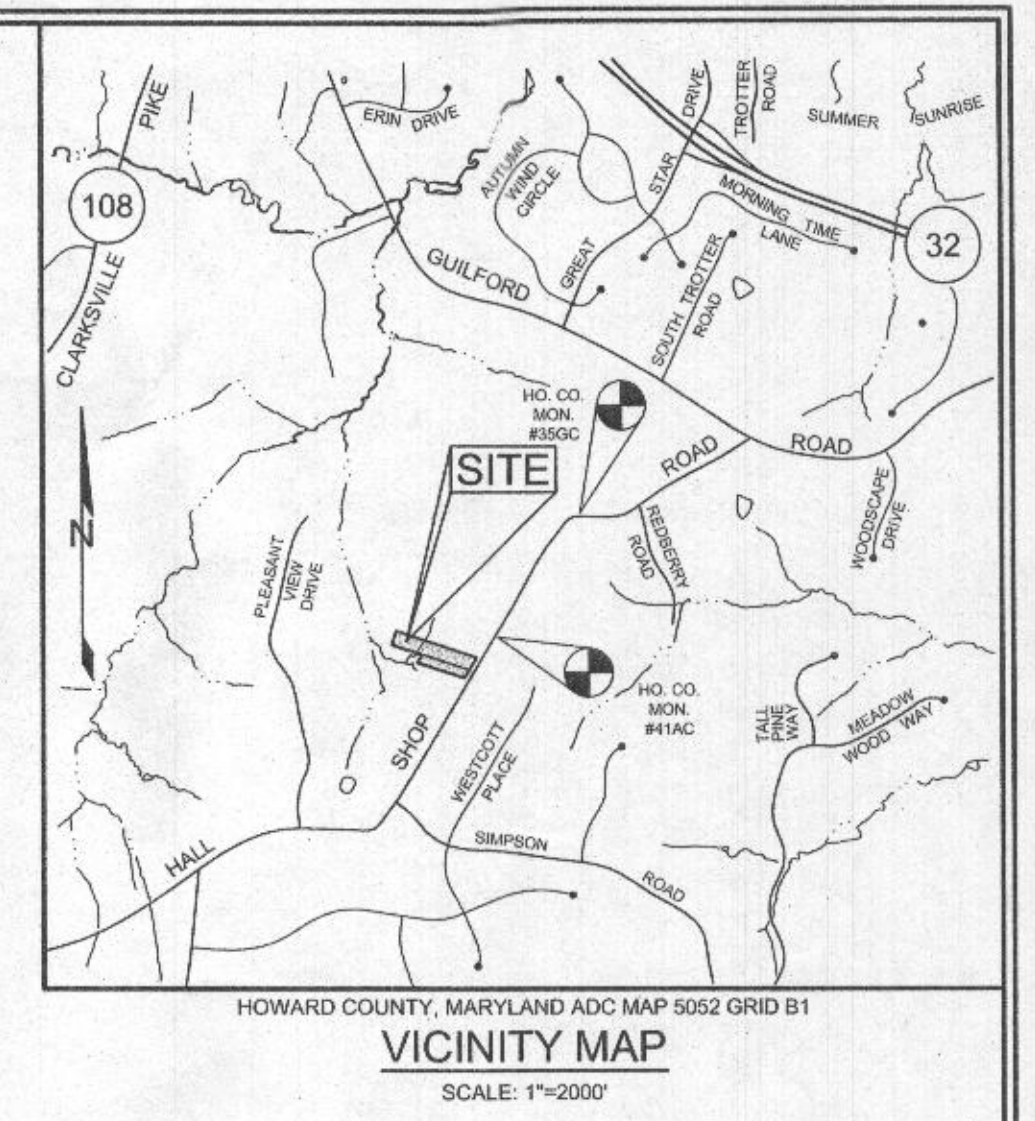 PIKE
108
CLARKSVILLE
ERIN DRIVE
AUTUMN
WIND
CIRCLE
STAR
DRIVE
GREAT
TROTTER
ROAD
SUMMER
SUNRISE
MORNING TIME
LANE
32
GUILFORD
SOUTH TROTTER
ROAD
HO. CO.
MON.
#35GC
ROAD
ROAD
SITE
N
PLEASANT
VIEW
DRIVE
REDBERRY
ROAD
WOODSCAPE
DRIVE
HO. CO.
MON.
#41AC
TALL
PINE
WAY
MEADOW
WOOD WAY
SHOP
WESTCOTT
PLACE
HALL
SIMPSON
ROAD
HOWARD COUNTY, MARYLAND ADC MAP 5052 GRID B1
VICINITY MAP
SCALE: 1"=2000'